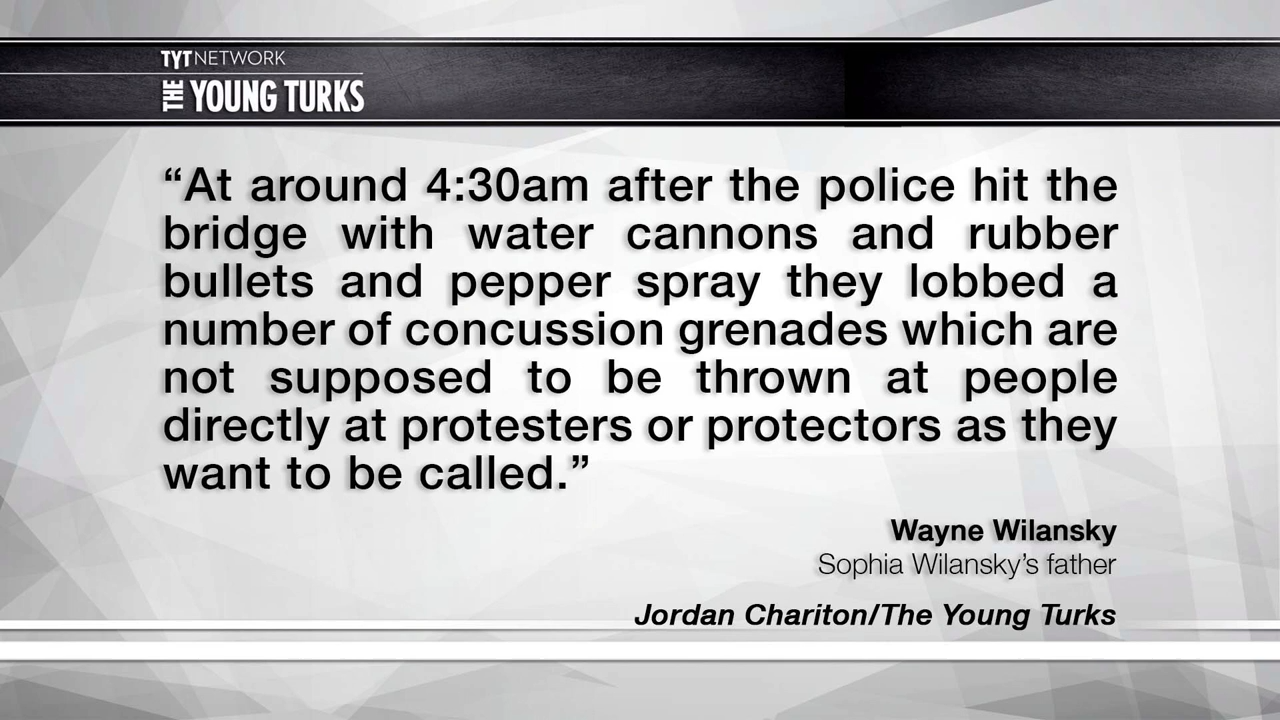 TYT NETWORK
THE YOUNG TURKS
“At around 4:30am after the police hit the
bridge with water cannons and rubber
bullets and pepper spray they lobbed a
number of concussion grenades which are
not supposed to be thrown at people
directly at protesters or protectors as they
want to be called.”
Wayne Wilansky
Sophia Wilansky’s father
Jordan Chariton/The Young Turks